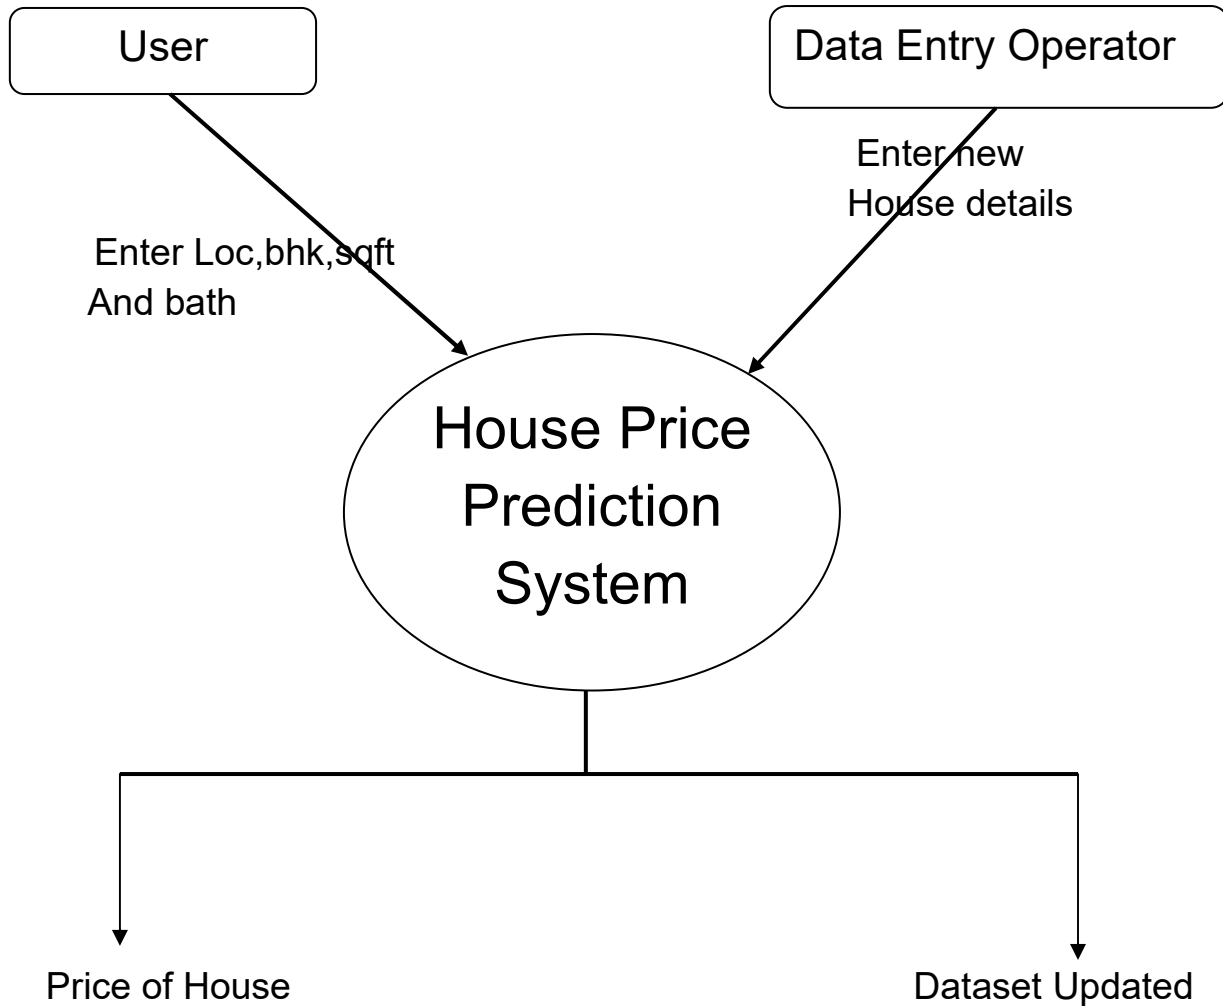 User
Data Entry Operator
Enter new
House details
Enter Loc,bhk,sqft
And bath
House Price
Prediction
System
Price of House
Dataset Updated